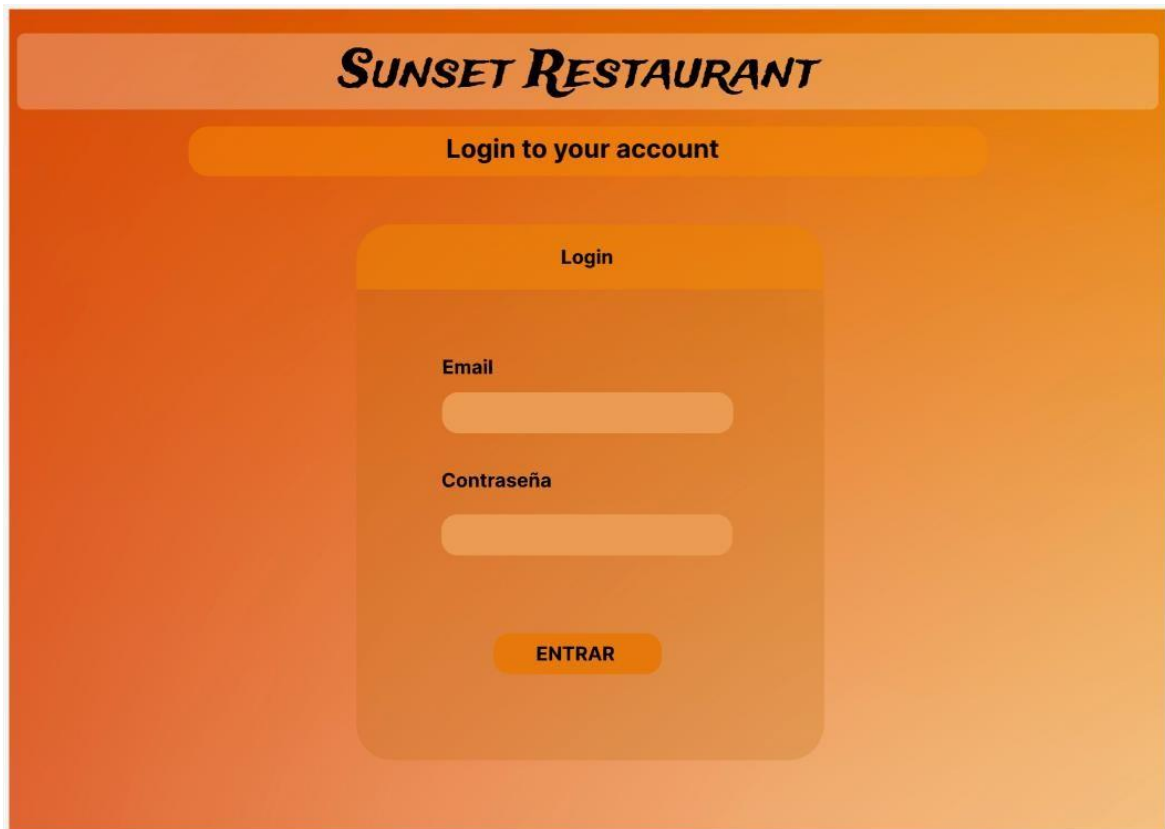 SUNSET RESTAURANT
Login to your account
Login
Email
Contraseña
ENTRAR